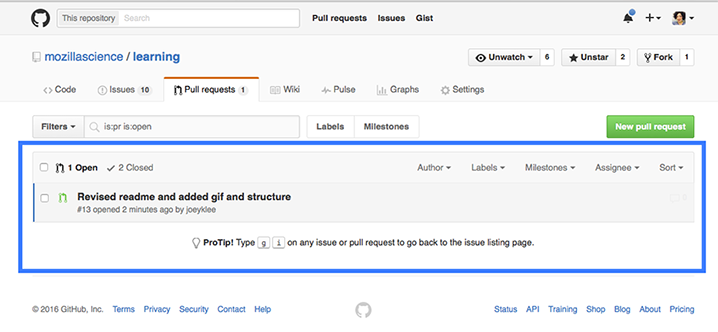 This repository Search Pull requests Issues Gist
mozillascience / learning Unwatch 6 Unstar 2 Fork 1
Code Issues 10 Pull requests 1 Wiki Pulse Graphs Settings
Filters is:pr is:open Labels Milestones New pull request
1 Open 2 Closed Author Labels Milestones Assignee Sort
Revised readme and added gif and structure
#13 opened 2 minutes ago by joeyklee
ProTip! Type g i on any issue or pull request to go back to the issue listing page.
© 2016 GitHub, Inc. Terms Privacy Security Contact Help Status API Training Shop Blog About Pricing